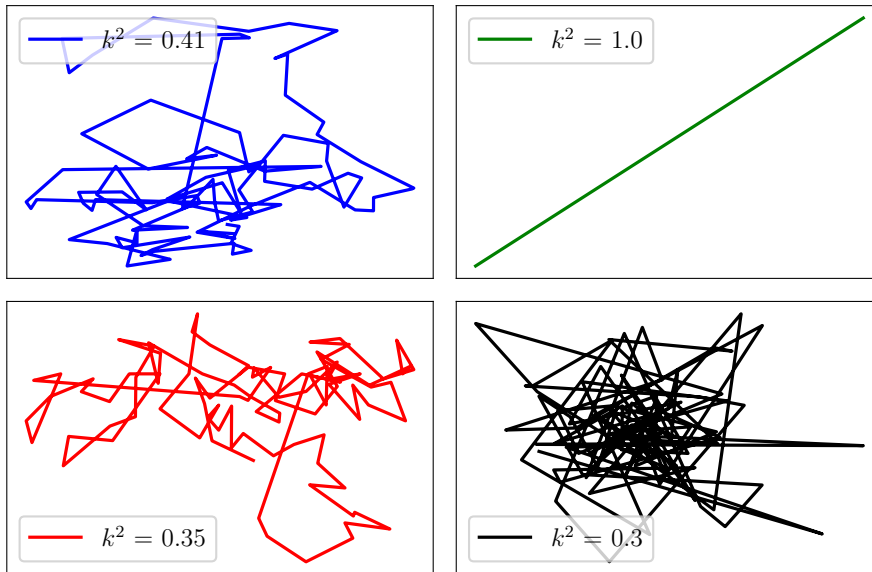 k² = 0.41
k² = 1.0
k² = 0.35
k² = 0.3